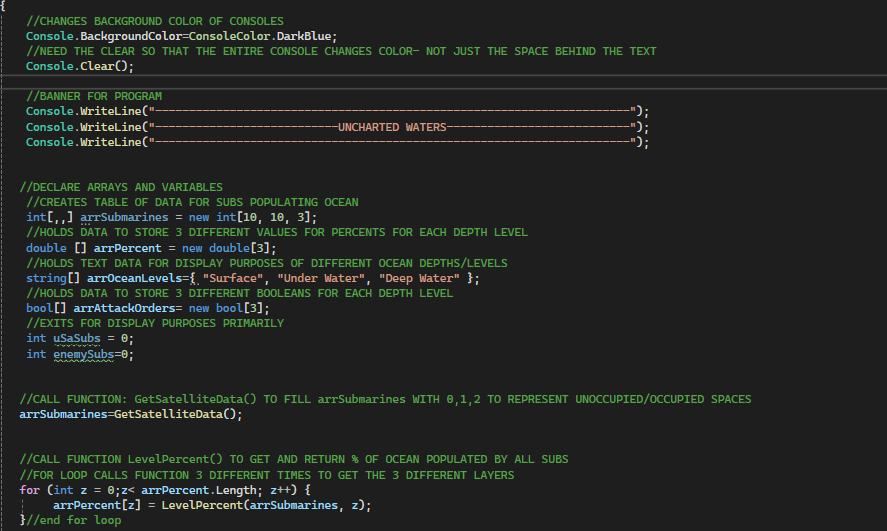 {
//CHANGES BACKGROUND COLOR OF CONSOLES
Console.BackgroundColor=ConsoleColor.DarkBlue;
//NEED THE CLEAR SO THAT THE ENTIRE CONSOLE CHANGES COLOR- NOT JUST THE SPACE BEHIND THE TEXT
Console.Clear();
//BANNER FOR PROGRAM
Console.WriteLine("----------------------------------------------------------------------");
Console.WriteLine("---------------------------UNCHARTED WATERS---------------------------");
Console.WriteLine("----------------------------------------------------------------------");
//DECLARE ARRAYS AND VARIABLES
//CREATES TABLE OF DATA FOR SUBS POPULATING OCEAN
int[,,] arrSubmarines = new int[10, 10, 3];
//HOLDS DATA TO STORE 3 DIFFERENT VALUES FOR PERCENTS FOR EACH DEPTH LEVEL
double [] arrPercent = new double[3];
//HOLDS TEXT DATA FOR DISPLAY PURPOSES OF DIFFERENT OCEAN DEPTHS/LEVELS
string[] arrOceanLevels={ "Surface", "Under Water", "Deep Water" };
//HOLDS DATA TO STORE 3 DIFFERENT BOOLEANS FOR EACH DEPTH LEVEL
bool[] arrAttackOrders= new bool[3];
//EXITS FOR DISPLAY PURPOSES PRIMARILY
int uSaSubs = 0;
int enemySubs=0;
//CALL FUNCTION: GetSatelliteData() TO FILL arrSubmarines WITH 0,1,2 TO REPRESENT UNOCCUPIED/OCCUPIED SPACES
arrSubmarines=GetSatelliteData();
//CALL FUNCTION LevelPercent() TO GET AND RETURN % OF OCEAN POPULATED BY ALL SUBS
//FOR LOOP CALLS FUNCTION 3 DIFFERENT TIMES TO GET THE 3 DIFFERENT LAYERS
for (int z = 0;z< arrPercent.Length; z++) {
arrPercent[z] = LevelPercent(arrSubmarines, z);
}//end for loop